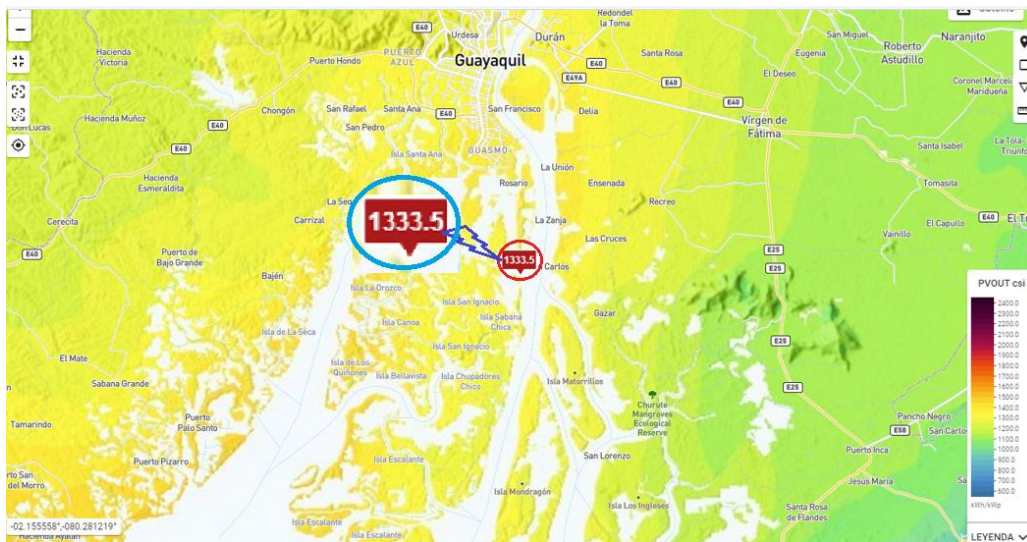 Redondel
la Toma
E40
Urdesa
Durán
San Miguel
Naranjito
Hacienda
Victoria
PUERTO
AZUL
Puerto Hondo
Guayaquil
Santa Rosa
Eugenia
Roberto
Astudillo
E49A
E40
El Deseo
Coronel Marcel
Maridueña
Chongón
San Rafael
Santa Ana
San Francisco
Delia
E40
Hacienda Muñoz
E40
San Pedro
E40
Virgen de
Fátima
Isla Santa Ana
GUASMO
Santa Isabel
La Tola-
Triunfo
E40
Hacienda
Esmeraldita
La Unión
Rosario
Ensenada
Tomasita
Recreo
1333.5
Cerecita
Carrizal
La Zanja
El Capullo
E40
Vainillo
Las Cruces
E40
Puerto de
Bajo Grande
1333.5
Carlos
E25
Bajén
E25
PVOUT csi
Isla La Orozco
Isla San Ignacio
Isla Sabana
Chica
Gazar
Isla de La Seca
Isla Canoa
2400.0
2200.0
2100.0
2000.0
1900.0
1800.0
1700.0
1600.0
1500.0
1400.0
1300.0
1200.0
1100.0
1000.0
900.0
800.0
700.0
600.0
kWh/kWp
Isla San Ignacio
E25
El Mate
Isla de Los
Quiñones
Isla Bellavista
Isla Chupadores
Chico
Isla Matorrillos
Sabana Grande
E25
Churute
Mangroves
Ecological
Reserve
Puerto
Palo Santo
Pancho Negro
Tamarindo
E58
San Carlos
Puerto Pizarro
Isla Escalante
San Lorenzo
Puerto Inca
Jesús María
del Morro
Isla Mondragón
Isla Los Ingleses
Santa Rosa
de Flandes
-02.155558°,-080.281219°
Isla Escalante
Hacienda Ayalán
LEYENDA